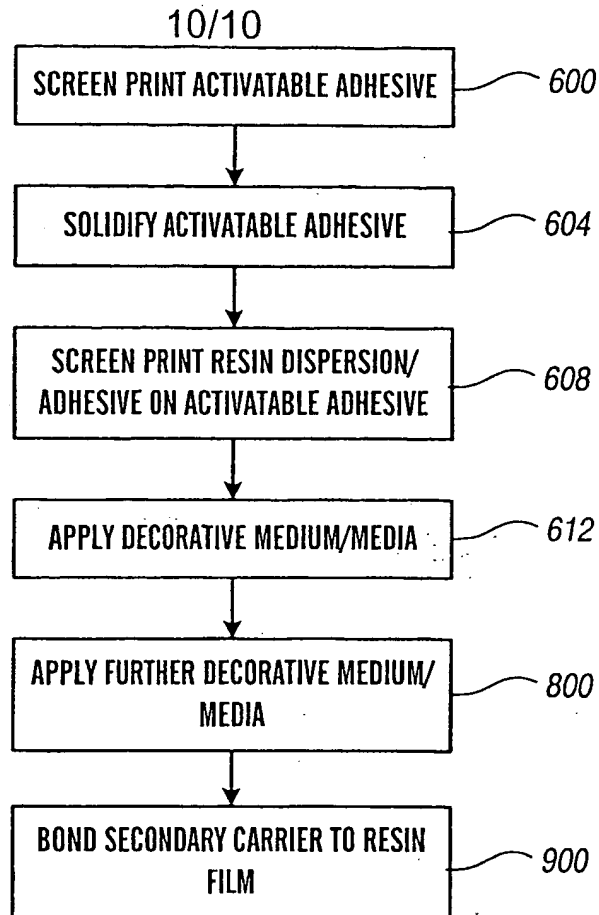 10/10
SCREEN PRINT ACTIVATABLE ADHESIVE
600
SOLIDIFY ACTIVATABLE ADHESIVE
604
SCREEN PRINT RESIN DISPERSION/
ADHESIVE ON ACTIVATABLE ADHESIVE
608
APPLY DECORATIVE MEDIUM/MEDIA
612
APPLY FURTHER DECORATIVE MEDIUM/
MEDIA
800
BOND SECONDARY CARRIER TO RESIN
FILM
900